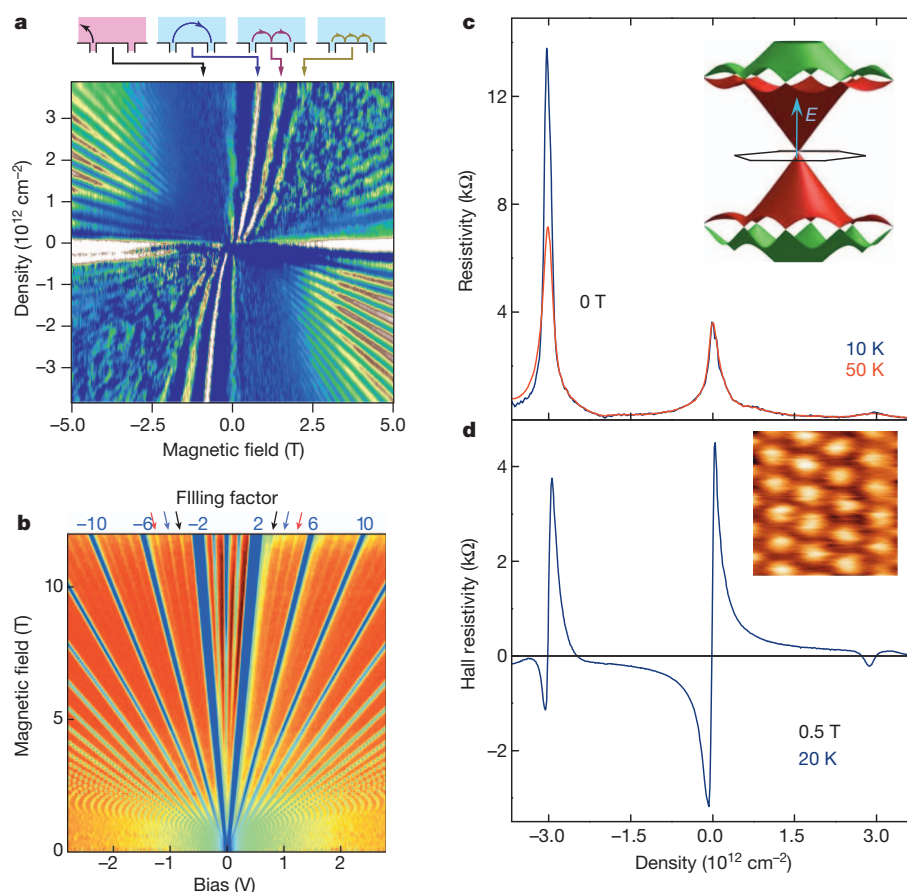 a
3
2
1
0
−1
−2
−3
Density (10¹² cm⁻²)
−5.0 −2.5 0.0 2.5 5.0
Magnetic field (T)
b
FIlling factor
−10 −6 −2 2 6 10
10
5
0
Magnetic field (T)
−2 −1 0 1 2
Bias (V)
c
12
8
4
Resistivity (kΩ)
E
0 T
10 K
50 K
d
4
2
0
−2
Hall resistivity (kΩ)
0.5 T
20 K
−3.0 −1.5 0.0 1.5 3.0
Density (10¹² cm⁻²)